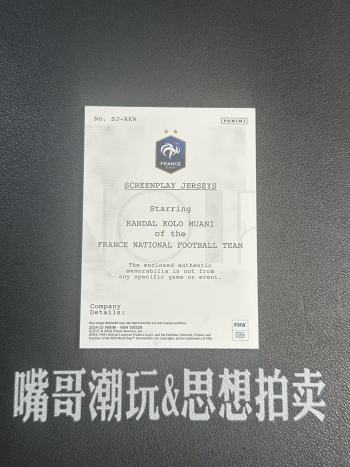 No. SJ-RKM
PANINI
FRANCE
SCREENPLAY JERSEYS
Starring
RANDAL KOLO MUANI
of the
FRANCE NATIONAL FOOTBALL TEAM
The enclosed authentic
memorabilia is not from
any specific game or event.
Company
Details:
FIFA
嘴哥潮玩&思想拍卖